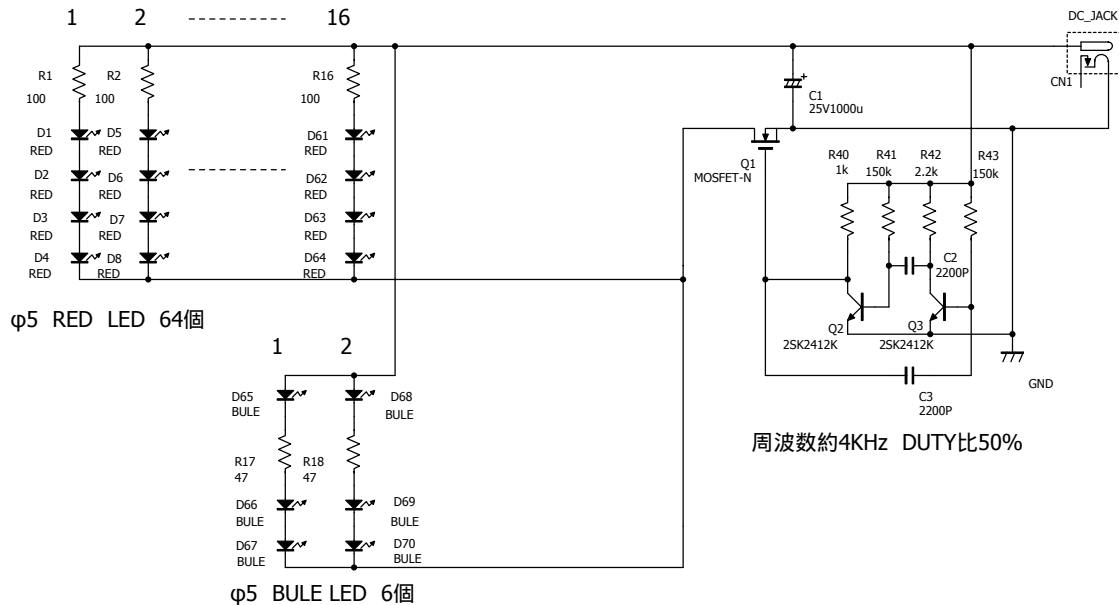 1 2 ---------- 16
DC_JACK
CN1
R1
100
R2
100
R16
100
C1
25V1000u
D1
RED
D5
RED
D61
RED
D2
RED
D6
RED
D62
RED
D3
RED
D7
RED
D63
RED
D4
RED
D8
RED
D64
RED
Q1
MOSFET-N
R40
1k
R41
150k
R42
2.2k
R43
150k
C2
2200P
Q2
2SK2412K
Q3
2SK2412K
C3
2200P
GND
φ5 RED LED 64個
周波数約4KHz DUTY比50%
1 2
D65
BULE
D68
BULE
R17
47
R18
47
D66
BULE
D69
BULE
D67
BULE
D70
BULE
φ5 BULE LED 6個